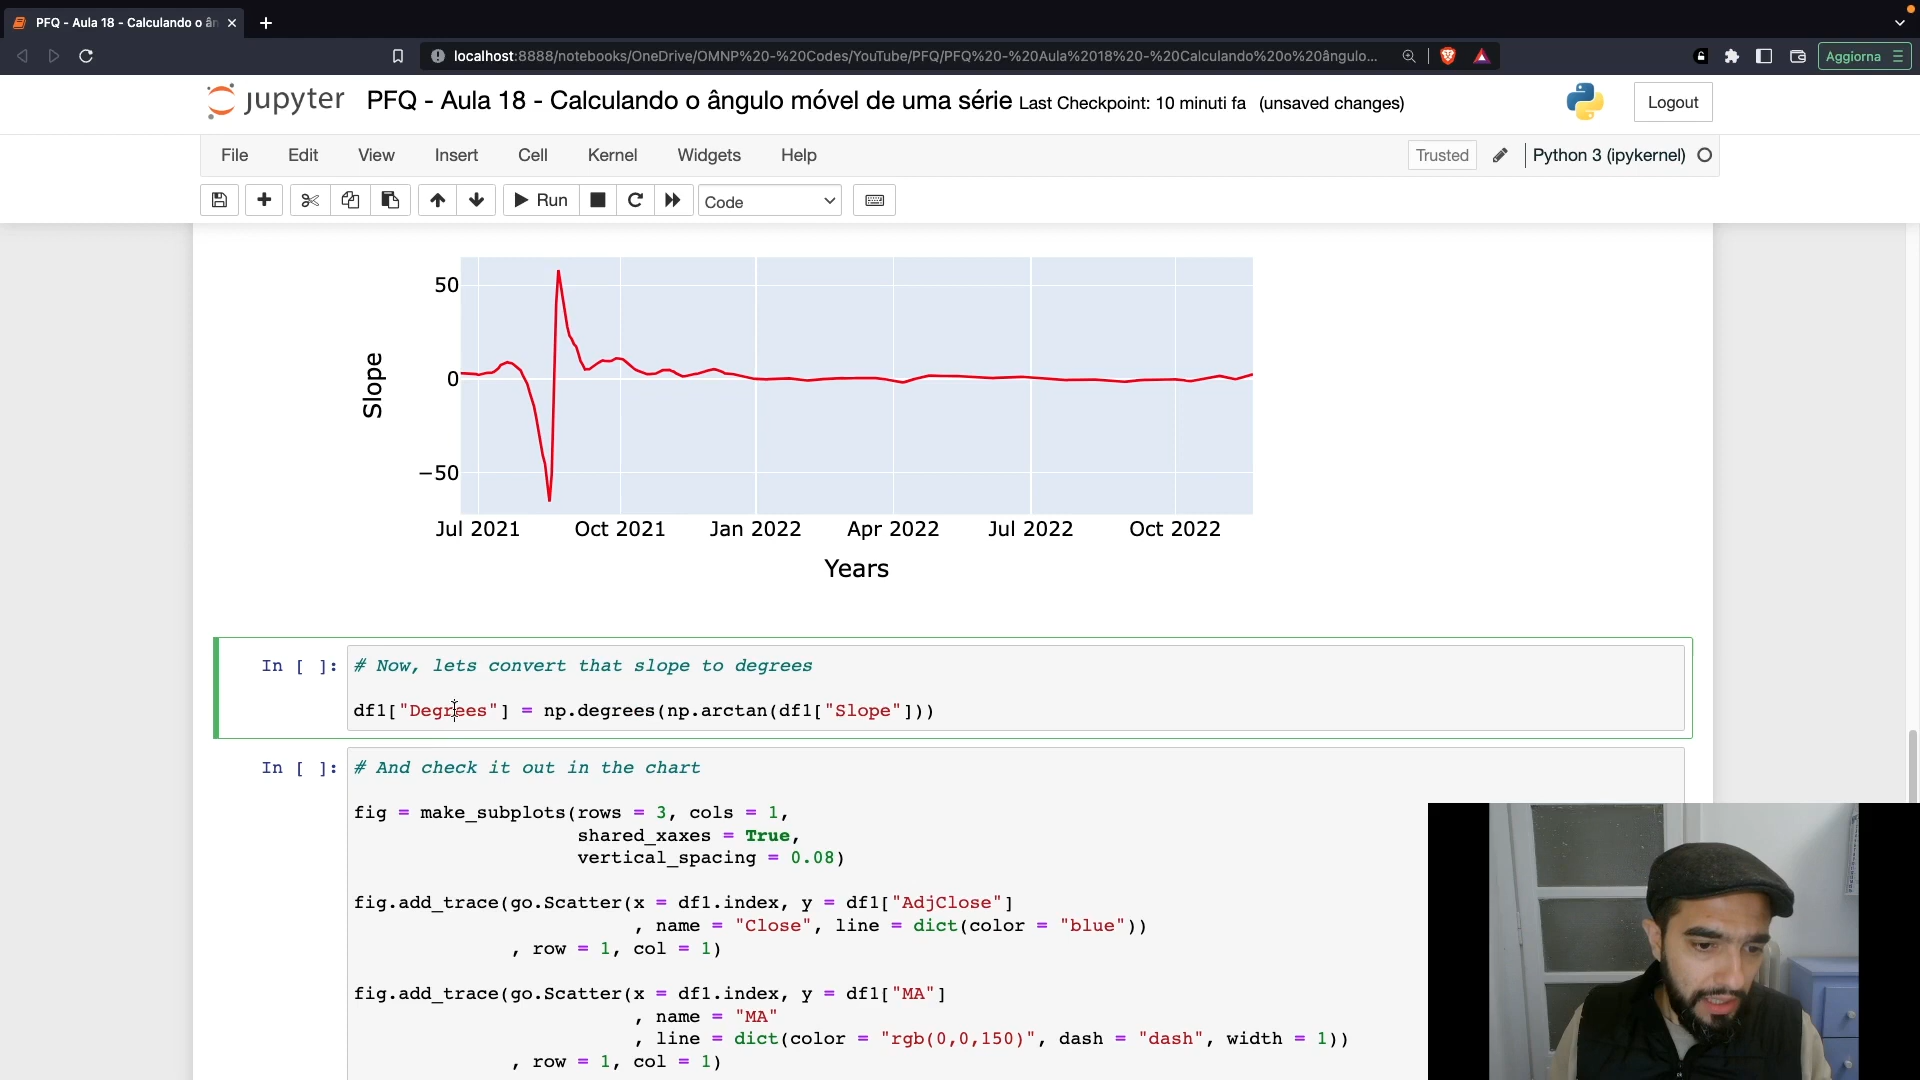 PFQ - Aula 18 - Calculando o ân
localhost:8888/notebooks/OneDrive/OMNP%20-%20Codes/YouTube/PFQ/PFQ%20-%20Aula%2018%20-%20Calculando%20o%20ângulo...
Aggiorna
jupyter PFQ - Aula 18 - Calculando o ângulo móvel de uma série Last Checkpoint: 10 minuti fa (unsaved changes)
Logout
File Edit View Insert Cell Kernel Widgets Help
Trusted Python 3 (ipykernel)
Run Code
50
0
−50
Slope
Jul 2021 Oct 2021 Jan 2022 Apr 2022 Jul 2022 Oct 2022
Years
In [ ]: # Now, lets convert that slope to degrees
df1["Degrees"] = np.degrees(np.arctan(df1["Slope"]))
In [ ]: # And check it out in the chart
fig = make_subplots(rows = 3, cols = 1,
shared_xaxes = True,
vertical_spacing = 0.08)
fig.add_trace(go.Scatter(x = df1.index, y = df1["AdjClose"]
, name = "Close", line = dict(color = "blue"))
, row = 1, col = 1)
fig.add_trace(go.Scatter(x = df1.index, y = df1["MA"]
, name = "MA"
, line = dict(color = "rgb(0,0,150)", dash = "dash", width = 1))
, row = 1, col = 1)